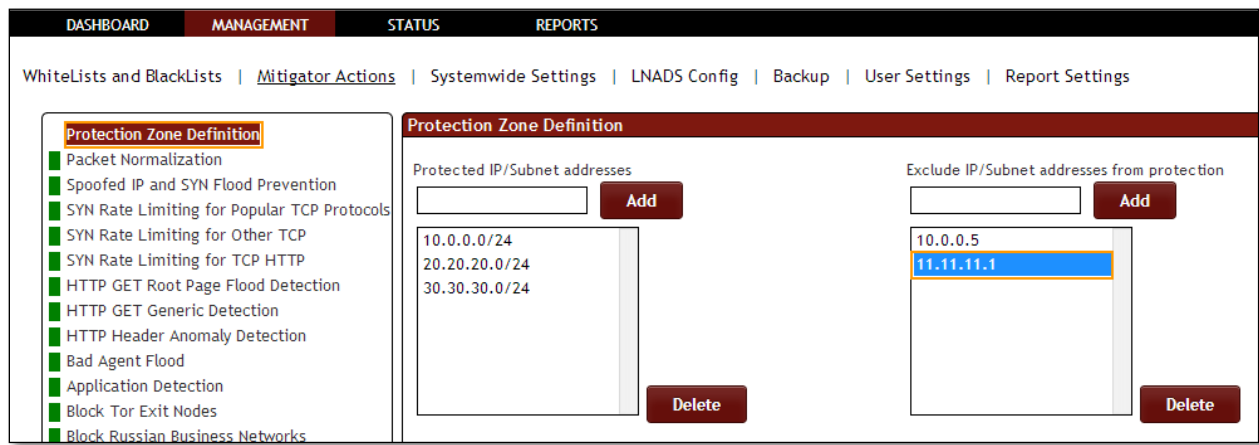 DASHBOARD MANAGEMENT STATUS REPORTS
WhiteLists and BlackLists | Mitigator Actions | Systemwide Settings | LNADS Config | Backup | User Settings | Report Settings
Protection Zone Definition
Packet Normalization
Spoofed IP and SYN Flood Prevention
SYN Rate Limiting for Popular TCP Protocols
SYN Rate Limiting for Other TCP
SYN Rate Limiting for TCP HTTP
HTTP GET Root Page Flood Detection
HTTP GET Generic Detection
HTTP Header Anomaly Detection
Bad Agent Flood
Application Detection
Block Tor Exit Nodes
Block Russian Business Networks
Protection Zone Definition
Protected IP/Subnet addresses
Add
10.0.0.0/24
20.20.20.0/24
30.30.30.0/24
Delete
Exclude IP/Subnet addresses from protection
Add
10.0.0.5
11.11.11.1
Delete